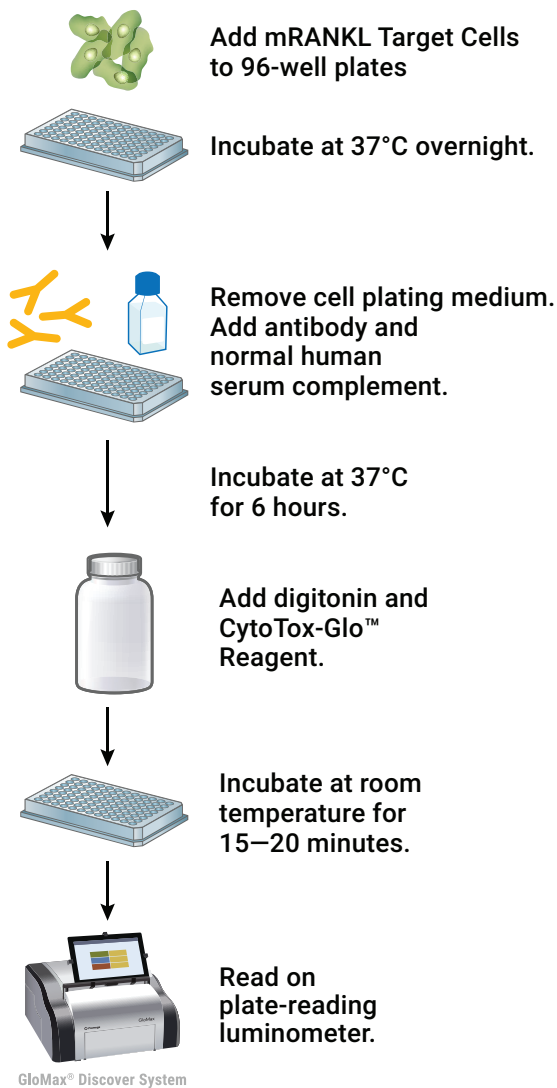 Add mRANKL Target Cells
to 96-well plates
Incubate at 37°C overnight.
Remove cell plating medium.
Add antibody and
normal human
serum complement.
Incubate at 37°C
for 6 hours.
Add digitonin and
CytoTox-Glo™
Reagent.
Incubate at room
temperature for
15—20 minutes.
Read on
plate-reading
luminometer.
GloMax
GloMax® Discover System